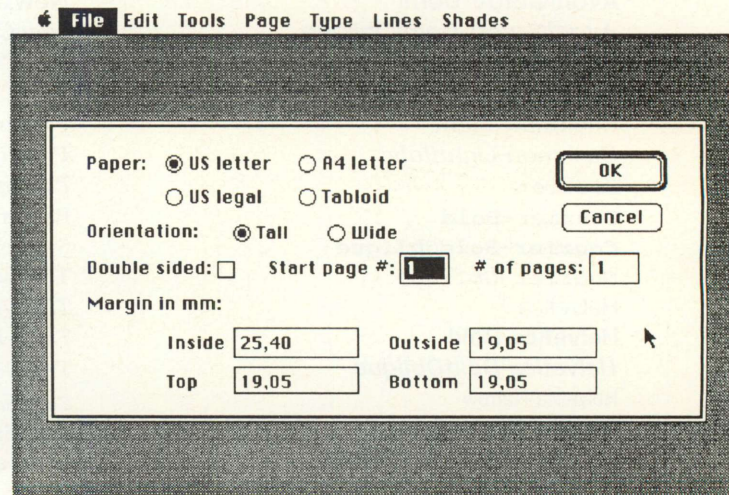 File Edit Tools Page Type Lines Shades
Paper: US letter A4 letter OK
US legal Tabloid
Orientation: Tall Wide Cancel
Double sided: Start page #: 1 # of pages: 1
Margin in mm:
Inside 25,40 Outside 19,05
Top 19,05 Bottom 19,05